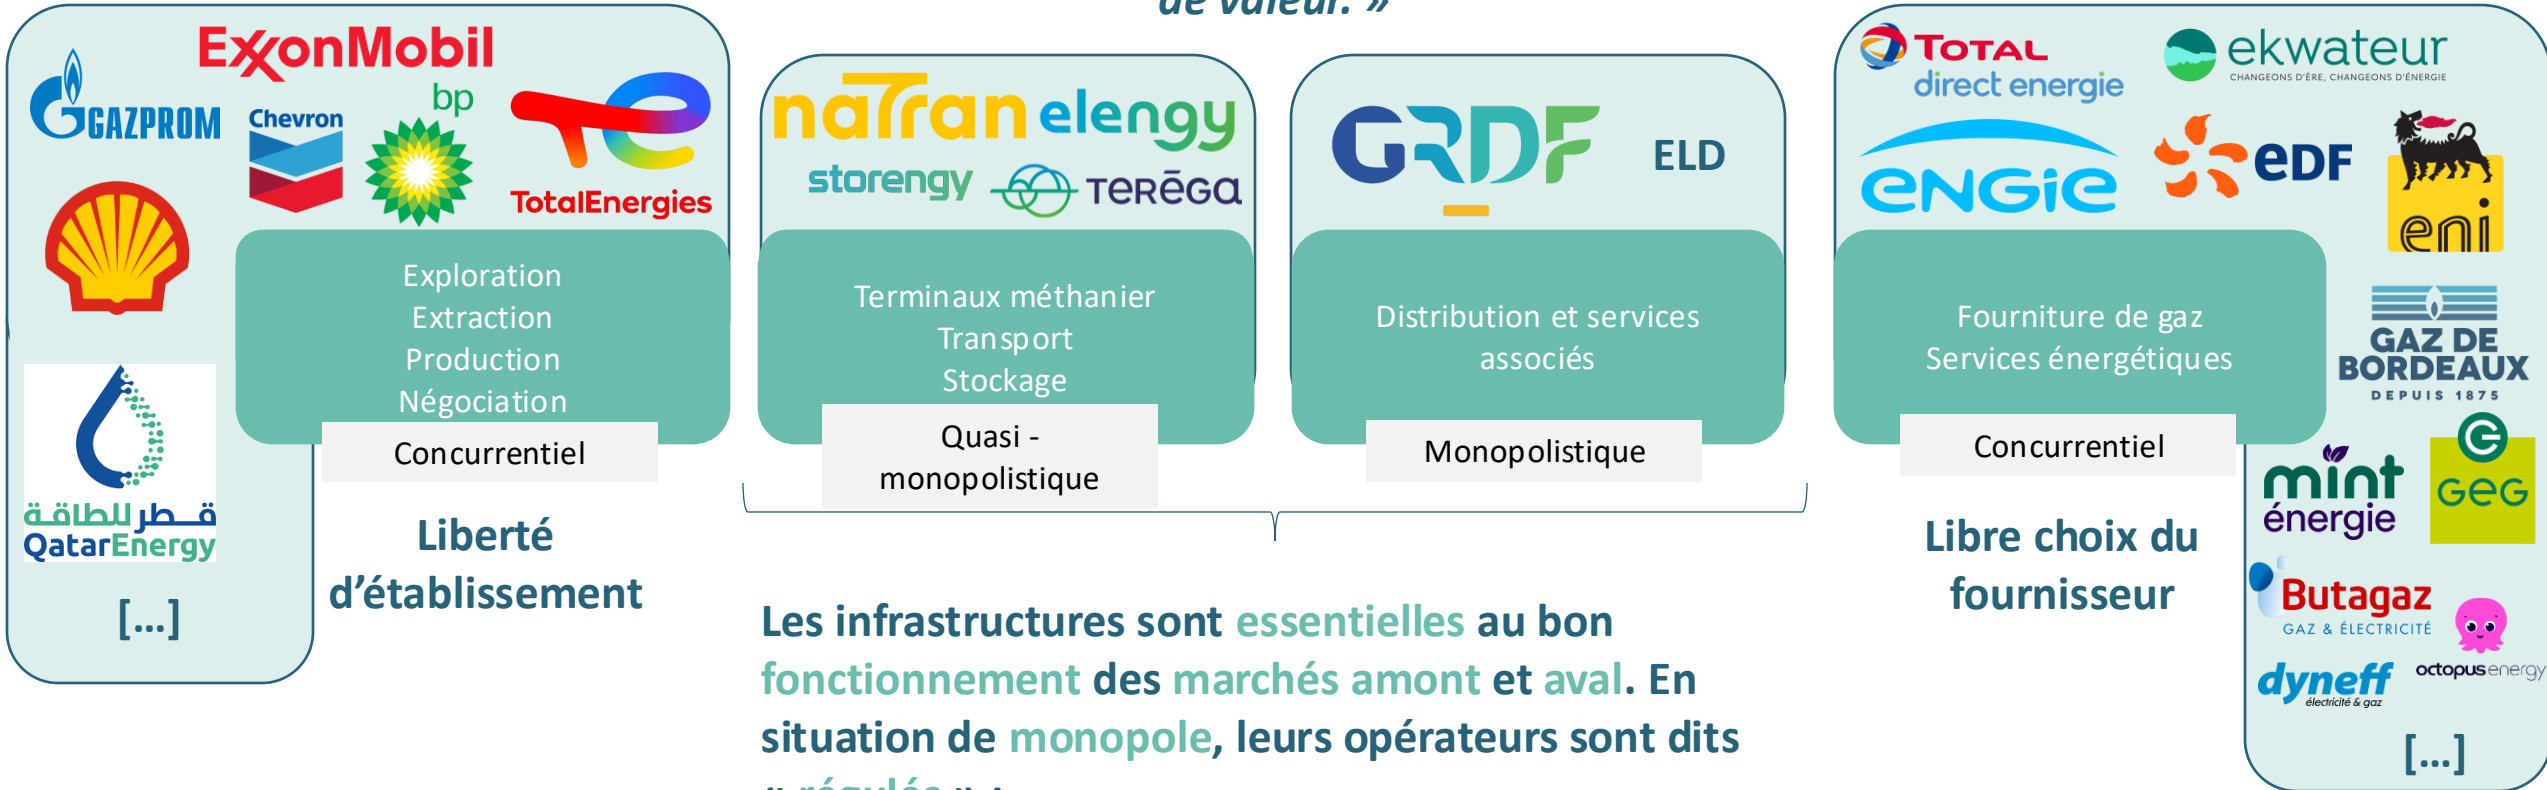 de valeur. »
ExxonMobil
GAZPROM
Chevron
bp
TotalEnergies
Exploration
Extraction
Production
Négociation
Concurrentiel
قطر للطاقة
QatarEnergy
[...]
Liberté
d'établissement
naTran
elengy
storengy
TERĒGA
Terminaux méthanier
Transport
Stockage
Quasi -
monopolistique
GRDF
ELD
Distribution et services
associés
Monopolistique
Les infrastructures sont essentielles au bon
fonctionnement des marchés amont et aval. En
situation de monopole, leurs opérateurs sont dits
« régulés » :
TOTAL
direct energie
ekwateur
CHANGEONS D'ÈRE, CHANGEONS D'ÉNERGIE
ENGIE
eDF
eni
Fourniture de gaz
Services énergétiques
Concurrentiel
Libre choix du
fournisseur
GAZ DE
BORDEAUX
DEPUIS 1875
mint
énergie
GEG
Butagaz
GAZ & ÉLECTRICITÉ
octopus energy
dyneff
électricité & gaz
[...]